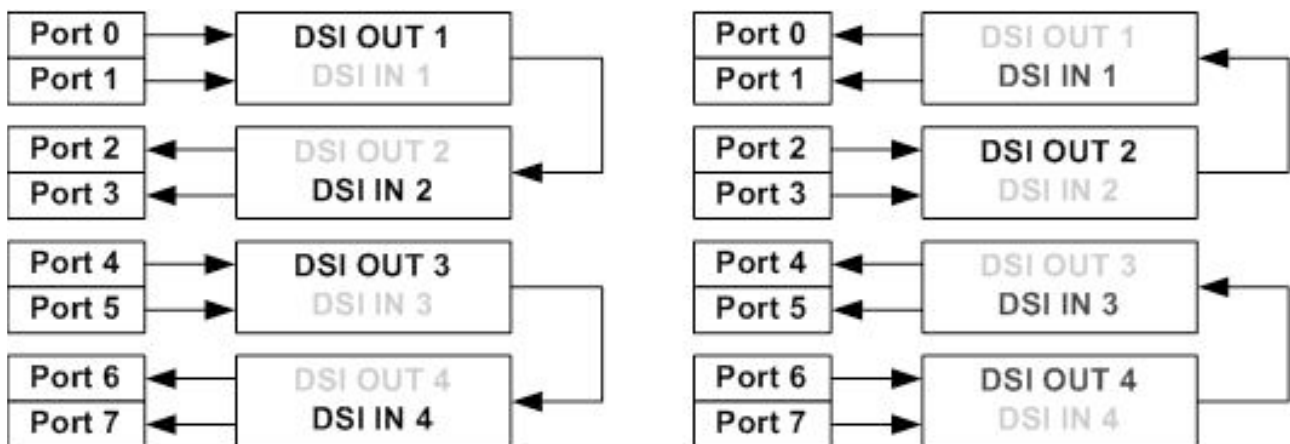 Port 0
Port 1
DSI OUT 1
DSI IN 1
Port 2
Port 3
DSI OUT 2
DSI IN 2
Port 4
Port 5
DSI OUT 3
DSI IN 3
Port 6
Port 7
DSI OUT 4
DSI IN 4
Port 0
Port 1
DSI OUT 1
DSI IN 1
Port 2
Port 3
DSI OUT 2
DSI IN 2
Port 4
Port 5
DSI OUT 3
DSI IN 3
Port 6
Port 7
DSI OUT 4
DSI IN 4